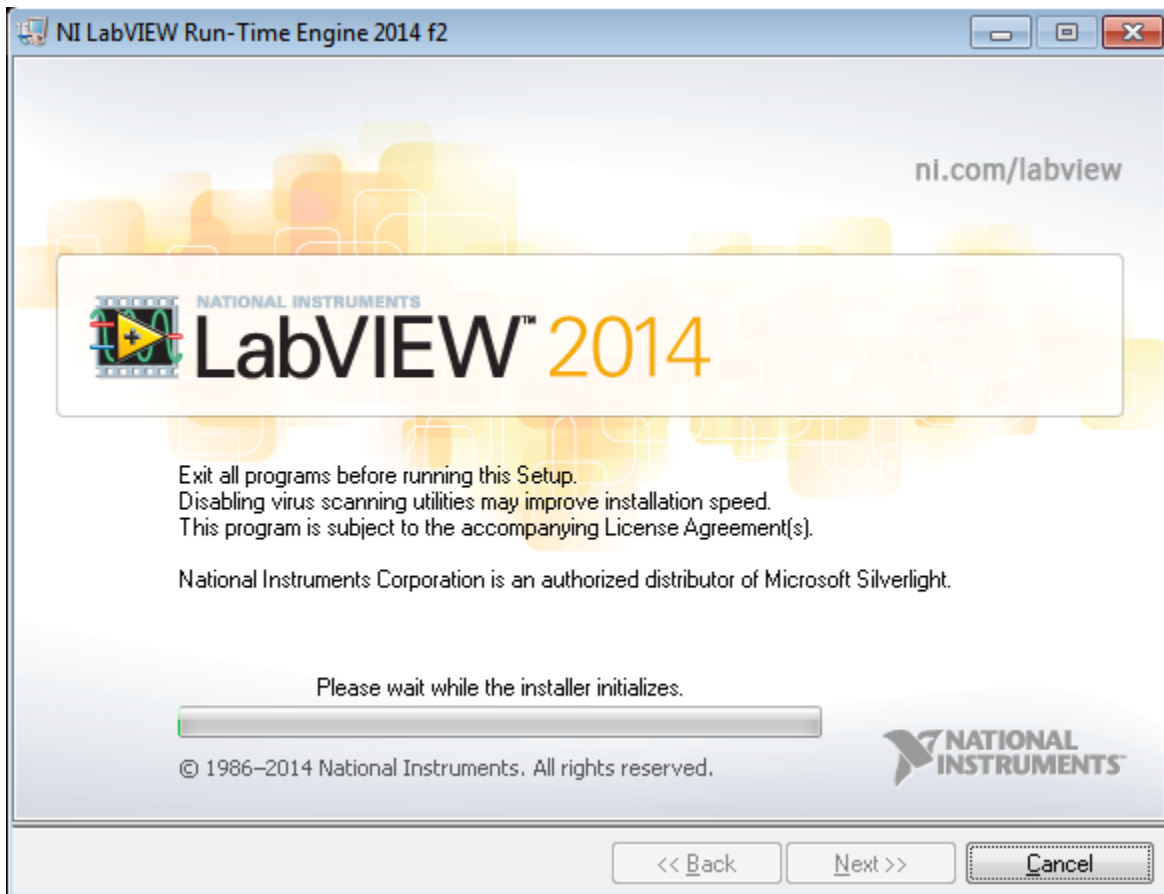 NI LabVIEW Run-Time Engine 2014 f2
ni.com/labview
NATIONAL INSTRUMENTS
LabVIEW™ 2014
Exit all programs before running this Setup.
Disabling virus scanning utilities may improve installation speed.
This program is subject to the accompanying License Agreement(s).
National Instruments Corporation is an authorized distributor of Microsoft Silverlight.
Please wait while the installer initializes.
© 1986–2014 National Instruments. All rights reserved.
NATIONAL
INSTRUMENTS™
<< Back
Next >>
Cancel